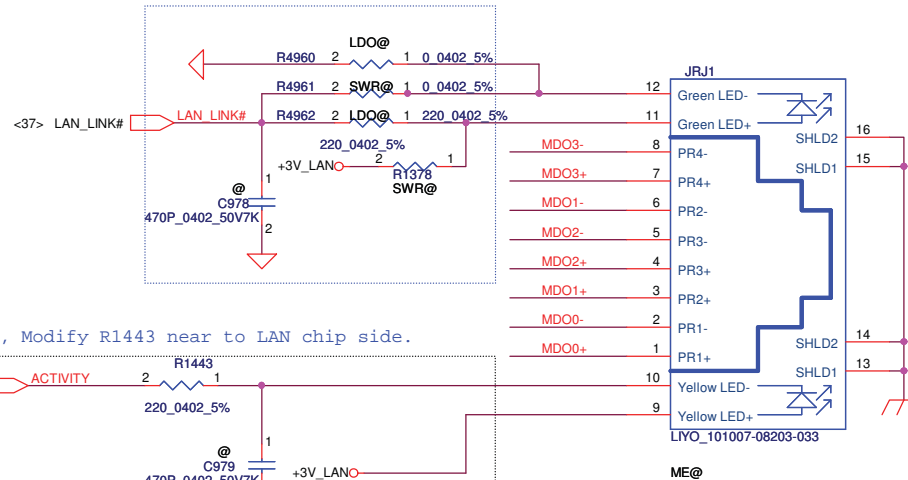 LDO@
R4960 2 1 0_0402_5%
R4961 2 SWR@ 1 0_0402_5%
<37> LAN_LINK# LAN_LINK# R4962 2 LDO@ 1 220_0402_5%
220_0402_5%
+3V_LAN 2 1
R1378
SWR@
@ 1
C978
470P_0402_50V7K
2
JRJ1
12 Green LED-
11 Green LED+
MDO3- 8 PR4-
MDO3+ 7 PR4+
MDO1- 6 PR2-
MDO2- 5 PR3-
MDO2+ 4 PR3+
MDO1+ 3 PR2+
MDO0- 2 PR1-
MDO0+ 1 PR1+
10 Yellow LED-
9 Yellow LED+
SHLD2 16
SHLD1 15
SHLD2 14
SHLD1 13
LIYO_101007-08203-033
ME@
, Modify R1443 near to LAN chip side.
R1443
ACTIVITY 2 1
220_0402_5%
@ 1
C979
470P_0402_50V7K
+3V_LAN